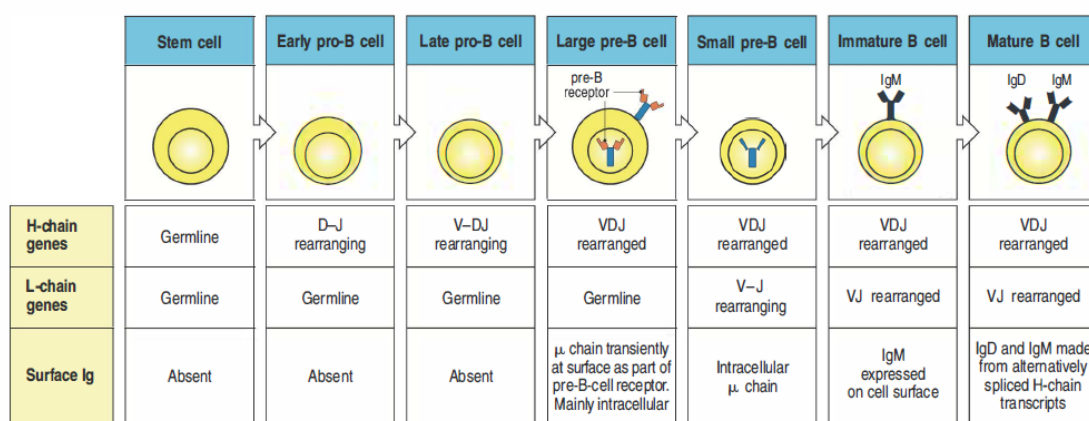 Stem cell
Early pro-B cell
Late pro-B cell
Large pre-B cell
Small pre-B cell
Immature B cell
Mature B cell
pre-B
receptor
IgM
IgD
IgM
H-chain
genes
Germline
D–J
rearranging
V–DJ
rearranging
VDJ
rearranged
VDJ
rearranged
VDJ
rearranged
VDJ
rearranged
L-chain
genes
Germline
Germline
Germline
Germline
V–J
rearranging
VJ rearranged
VJ rearranged
Surface Ig
Absent
Absent
Absent
μ chain transiently
at surface as part of
pre-B-cell receptor.
Mainly intracellular
Intracellular
μ chain
IgM
expressed
on cell surface
IgD and IgM made
from alternatively
spliced H-chain
transcripts